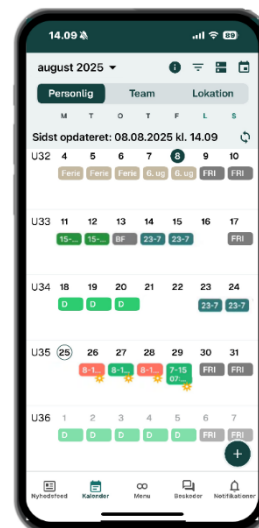 14.09 89
august 2025
Personlig Team Lokation
M T O T F L S
Sidst opdateret: 08.08.2025 kl. 14.09
U32 4 5 6 7 8 9 10
Ferie Ferie Ferie 6. ug 6. ug FRI FRI
U33 11 12 13 14 15 16 17
15-... 15-... BF 23-7 23-7 FRI
U34 18 19 20 21 22 23 24
D D D 23-7 23-7
U35 25 26 27 28 29 30 31
8-1... 8-1... 8-1... 7-15 FRI FRI
07:...
U36 1 2 3 4 5 6 7
D D D D D FRI FRI
+
Nyhedsfeed Kalender Menu Beskeder Notifikationer